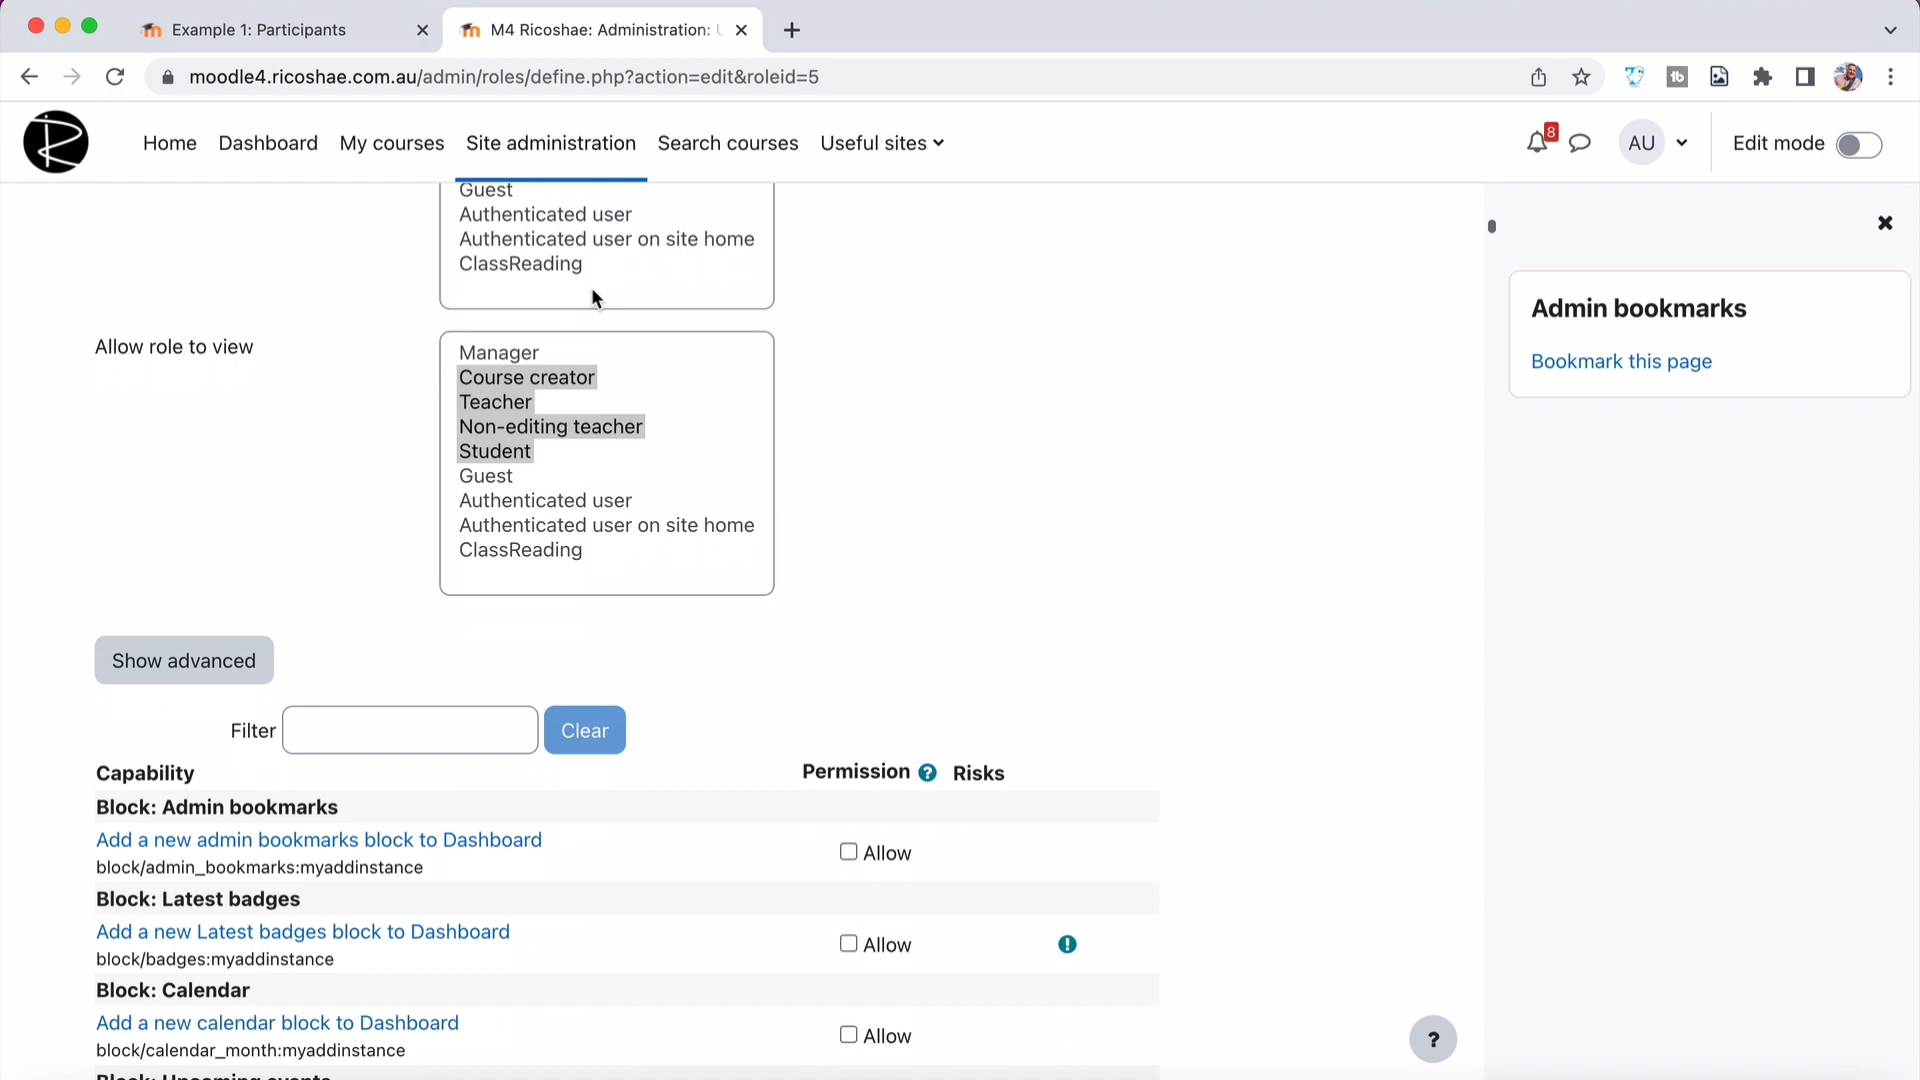 Example 1: Participants
M4 Ricoshae: Administration:
moodle4.ricoshae.com.au/admin/roles/define.php?action=edit&roleid=5
Home
Dashboard
My courses
Site administration
Search courses
Useful sites
8
AU
Edit mode
Guest
Authenticated user
Authenticated user on site home
ClassReading
Allow role to view
Manager
Course creator
Teacher
Non-editing teacher
Student
Guest
Authenticated user
Authenticated user on site home
ClassReading
Admin bookmarks
Bookmark this page
Show advanced
Filter
Clear
Capability
Permission ?
Risks
Block: Admin bookmarks
Add a new admin bookmarks block to Dashboard
block/admin_bookmarks:myaddinstance
Allow
Block: Latest badges
Add a new Latest badges block to Dashboard
block/badges:myaddinstance
Allow
!
Block: Calendar
Add a new calendar block to Dashboard
block/calendar_month:myaddinstance
Allow
?